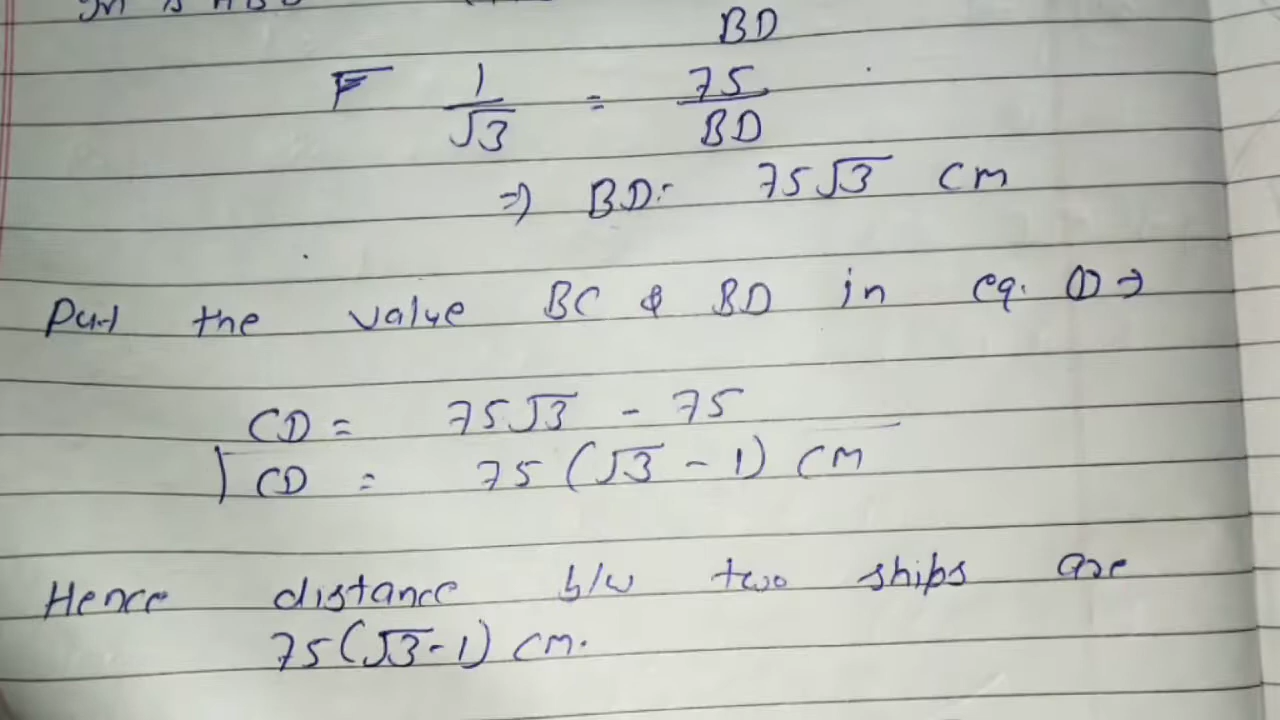 BD
1/√3 = 75/BD
⇒ BD = 75√3 cm
Put the value BC & BD in eq. ① →
CD = 75√3 - 75
CD = 75(√3 - 1) cm
Hence distance b/w two ships are
75(√3-1) cm.